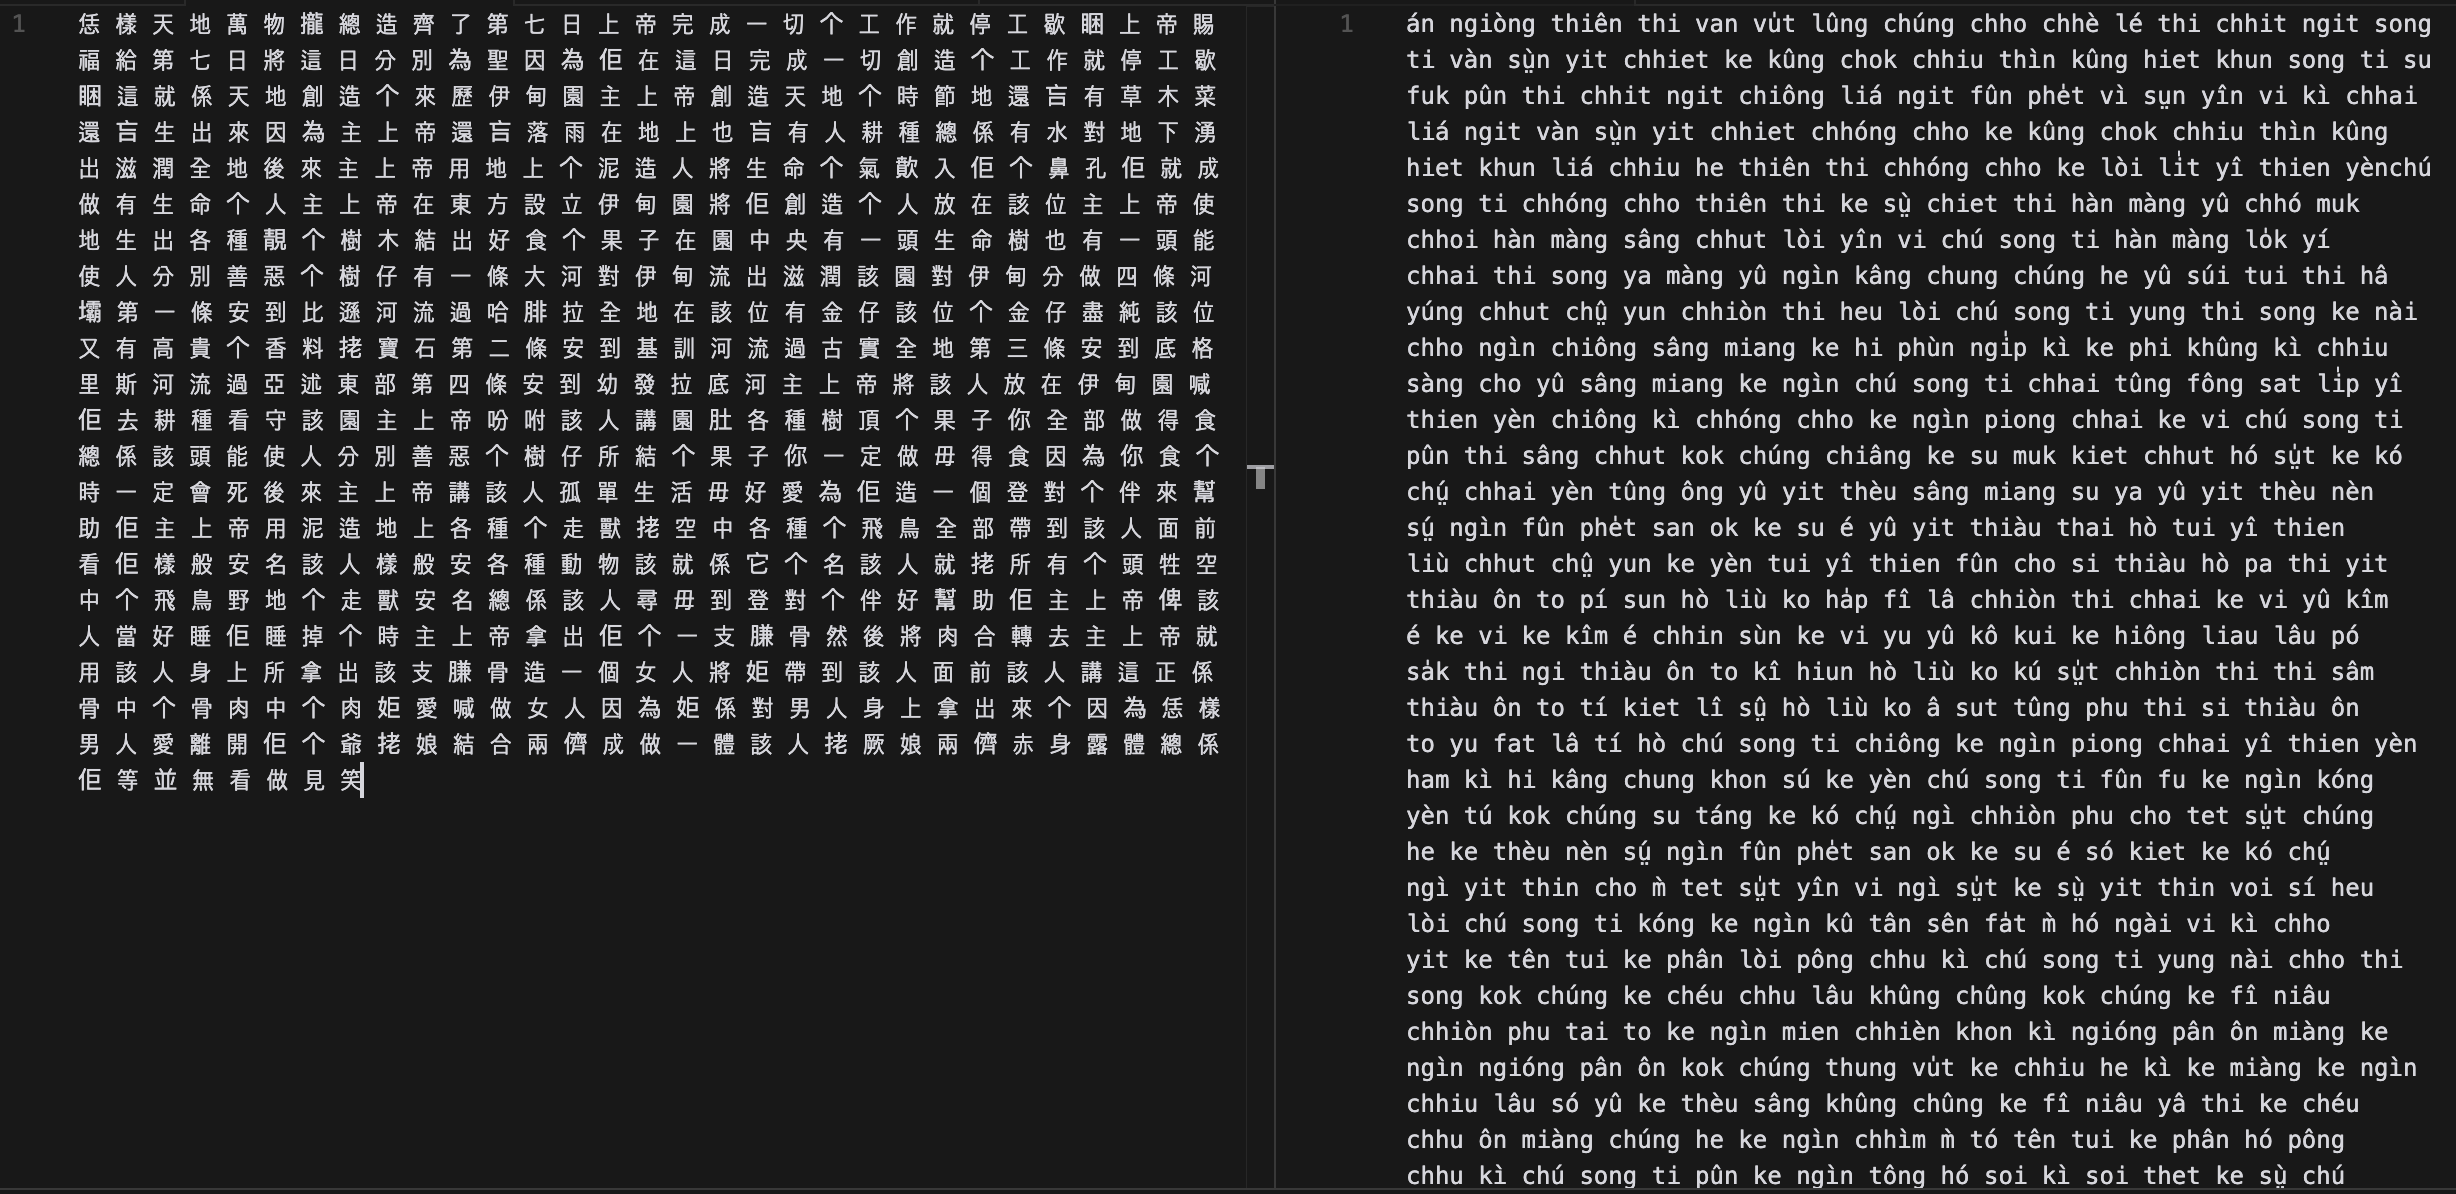 1
恁 樣 天 地 萬 物 攏 總 造 齊 了 第 七 日 上 帝 完 成 一 切 个 工 作 就 停 工 歇 睏 上 帝 賜
福 給 第 七 日 將 這 日 分 別 為 聖 因 為 佢 在 這 日 完 成 一 切 創 造 个 工 作 就 停 工 歇
睏 這 就 係 天 地 創 造 个 來 歷 伊 甸 園 主 上 帝 創 造 天 地 个 時 節 地 還 吂 有 草 木 菜
還 吂 生 出 來 因 為 主 上 帝 還 吂 落 雨 在 地 上 也 吂 有 人 耕 種 總 係 有 水 對 地 下 湧
出 滋 潤 全 地 後 來 主 上 帝 用 地 上 个 泥 造 人 將 生 命 个 氣 歕 入 佢 个 鼻 孔 佢 就 成
做 有 生 命 个 人 主 上 帝 在 東 方 設 立 伊 甸 園 將 佢 創 造 个 人 放 在 該 位 主 上 帝 使
地 生 出 各 種 靚 个 樹 木 結 出 好 食 个 果 子 在 園 中 央 有 一 頭 生 命 樹 也 有 一 頭 能
使 人 分 別 善 惡 个 樹 仔 有 一 條 大 河 對 伊 甸 流 出 滋 潤 該 園 對 伊 甸 分 做 四 條 河
壩 第 一 條 安 到 比 遜 河 流 過 哈 腓 拉 全 地 在 該 位 有 金 仔 該 位 个 金 仔 盡 純 該 位
又 有 高 貴 个 香 料 㧯 寶 石 第 二 條 安 到 基 訓 河 流 過 古 實 全 地 第 三 條 安 到 底 格
里 斯 河 流 過 亞 述 東 部 第 四 條 安 到 幼 發 拉 底 河 主 上 帝 將 該 人 放 在 伊 甸 園 喊
佢 去 耕 種 看 守 該 園 主 上 帝 吩 咐 該 人 講 園 肚 各 種 樹 頂 个 果 子 你 全 部 做 得 食
總 係 該 頭 能 使 人 分 別 善 惡 个 樹 仔 所 結 个 果 子 你 一 定 做 毋 得 食 因 為 你 食 个
時 一 定 會 死 後 來 主 上 帝 講 該 人 孤 單 生 活 毋 好 愛 為 佢 造 一 個 登 對 个 伴 來 幫
助 佢 主 上 帝 用 泥 造 地 上 各 種 个 走 獸 㧯 空 中 各 種 个 飛 鳥 全 部 帶 到 該 人 面 前
看 佢 樣 般 安 名 該 人 樣 般 安 各 種 動 物 該 就 係 它 个 名 該 人 就 㧯 所 有 个 頭 牲 空
中 个 飛 鳥 野 地 个 走 獸 安 名 總 係 該 人 尋 毋 到 登 對 个 伴 好 幫 助 佢 主 上 帝 俾 該
人 當 好 睡 佢 睡 掉 个 時 主 上 帝 拿 出 佢 个 一 支 膁 骨 然 後 將 肉 合 轉 去 主 上 帝 就
用 該 人 身 上 所 拿 出 該 支 膁 骨 造 一 個 女 人 將 姖 帶 到 該 人 面 前 該 人 講 這 正 係
骨 中 个 骨 肉 中 个 肉 姖 愛 喊 做 女 人 因 為 姖 係 對 男 人 身 上 拿 出 來 个 因 為 恁 樣
男 人 愛 離 開 佢 个 爺 㧯 娘 結 合 兩 儕 成 做 一 體 該 人 㧯 厥 娘 兩 儕 赤 身 露 體 總 係
佢 等 並 無 看 做 見 笑
1
án ngiòng thiên thi van vu̍t lûng chúng chho chhè lé thi chhit ngit song
ti vàn sṳ̀n yit chhiet ke kûng chok chhiu thìn kûng hiet khun song ti su
fuk pûn thi chhit ngit chiông liá ngit fûn phe̍t vì sṳn yîn vi kì chhai
liá ngit vàn sṳ̀n yit chhiet chhóng chho ke kûng chok chhiu thìn kûng
hiet khun liá chhiu he thiên thi chhóng chho ke lòi li̍t yî thien yènchú
song ti chhóng chho thiên thi ke sṳ̀ chiet thi hàn màng yû chhó muk
chhoi hàn màng sâng chhut lòi yîn vi chú song ti hàn màng lo̍k yí
chhai thi song ya màng yû ngìn kâng chung chúng he yû súi tui thi hâ
yúng chhut chṳ̂ yun chhiòn thi heu lòi chú song ti yung thi song ke nài
chho ngìn chiông sâng miang ke hi phùn ngi̍p kì ke phi khûng kì chhiu
sàng cho yû sâng miang ke ngìn chú song ti chhai tûng fông sat li̍p yî
thien yèn chiông kì chhóng chho ke ngìn piong chhai ke vi chú song ti
pûn thi sâng chhut kok chúng chiâng ke su muk kiet chhut hó sṳ̍t ke kó
chṳ́ chhai yèn tûng ông yû yit thèu sâng miang su ya yû yit thèu nèn
sṳ́ ngìn fûn phe̍t san ok ke su é yû yit thiàu thai hò tui yî thien
liù chhut chṳ̂ yun ke yèn tui yî thien fûn cho si thiàu hò pa thi yit
thiàu ôn to pí sun hò liù ko ha̍p fî lâ chhiòn thi chhai ke vi yû kîm
é ke vi ke kîm é chhin sùn ke vi yu yû kô kui ke hiông liau lâu pó
sa̍k thi ngi thiàu ôn to kî hiun hò liù ko kú sṳ̍t chhiòn thi thi sâm
thiàu ôn to tí kiet lî sṳ̂ hò liù ko â sut tûng phu thi si thiàu ôn
to yu fat lâ tí hò chú song ti chiông ke ngìn piong chhai yî thien yèn
ham kì hi kâng chung khon sú ke yèn chú song ti fûn fu ke ngìn kóng
yèn tú kok chúng su táng ke kó chṳ́ ngì chhiòn phu cho tet sṳ̍t chúng
he ke thèu nèn sṳ́ ngìn fûn phe̍t san ok ke su é só kiet ke kó chṳ́
ngì yit thin cho m̀ tet sṳ̍t yîn vi ngì sṳ̍t ke sṳ̀ yit thin voi sí heu
lòi chú song ti kóng ke ngìn kû tân sên fa̍t m̀ hó ngài vi kì chho
yit ke tên tui ke phân lòi pông chhu kì chú song ti yung nài chho thi
song kok chúng ke chéu chhu lâu khûng chûng kok chúng ke fî niâu
chhiòn phu tai to ke ngìn mien chhièn khon kì ngióng pân ôn miàng ke
ngìn ngióng pân ôn kok chúng thung vu̍t ke chhiu he kì ke miàng ke ngìn
chhiu lâu só yû ke thèu sâng khûng chûng ke fî niâu yâ thi ke chéu
chhu ôn miàng chúng he ke ngìn chhìm m̀ tó tên tui ke phân hó pông
chhu kì chú song ti pûn ke ngìn tông hó soi kì soi thet ke sṳ̀ chú